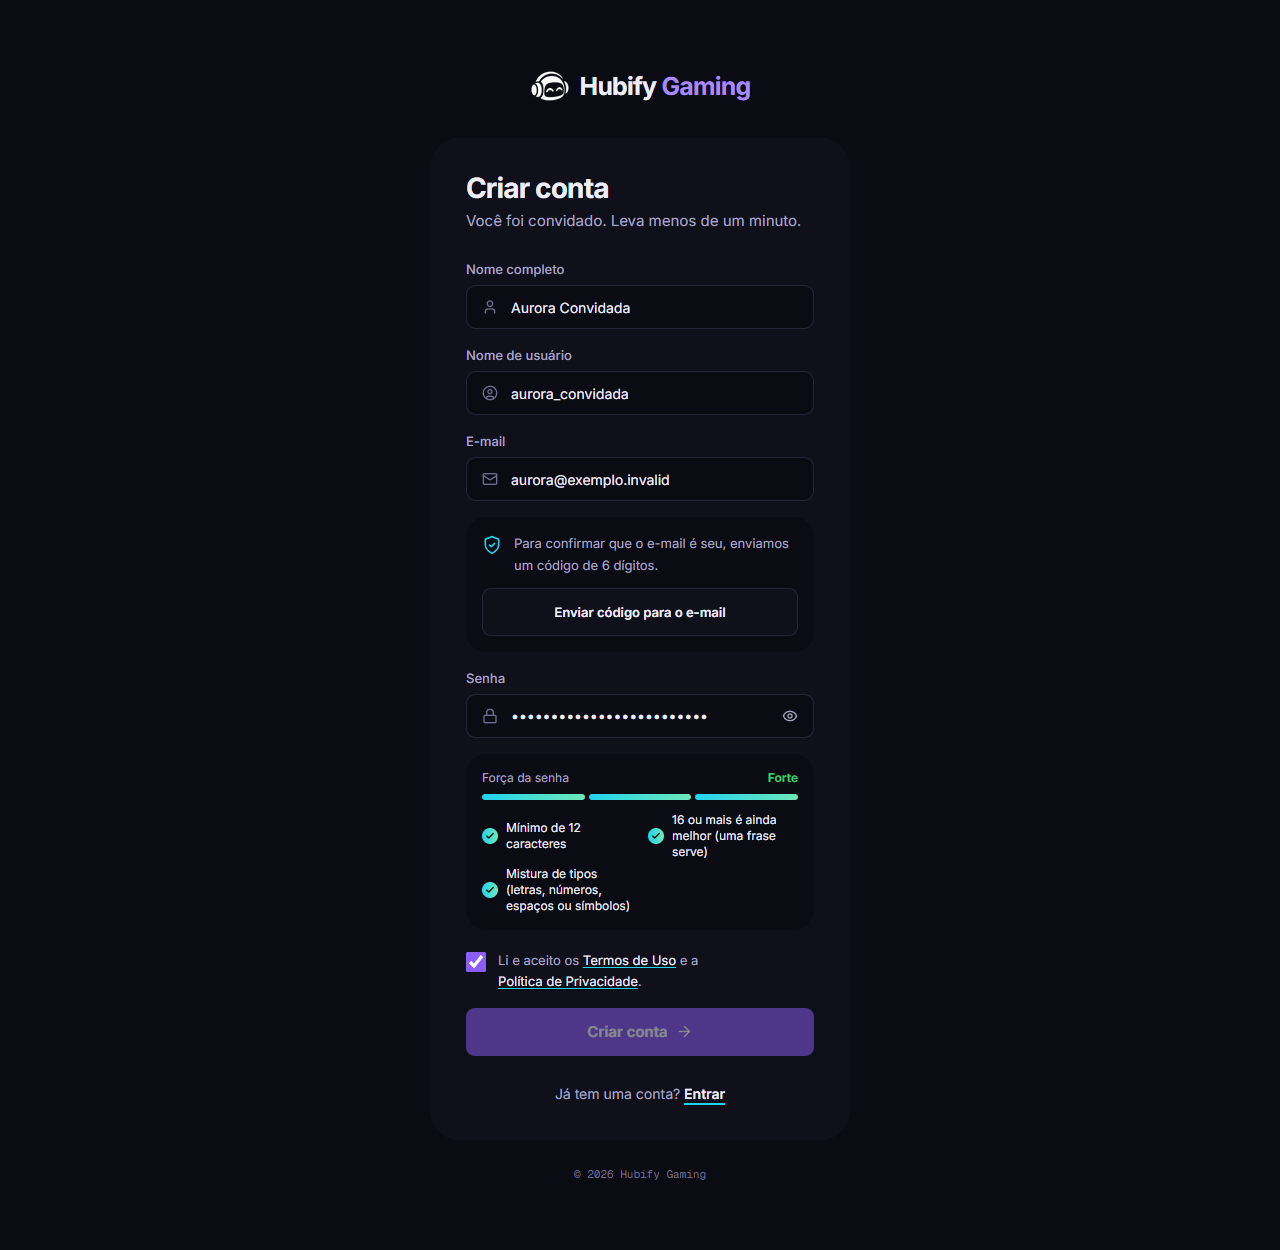 Hubify Gaming
Criar conta
Você foi convidado. Leva menos de um minuto.
Nome completo
Aurora Convidada
Nome de usuário
aurora_convidada
E-mail
aurora@exemplo.invalid
Para confirmar que o e-mail é seu, enviamos
um código de 6 dígitos.
Enviar código para o e-mail
Senha
•••••••••••••••••••••••••
Força da senha
Forte
Mínimo de 12
caracteres
16 ou mais é ainda
melhor (uma frase
serve)
Mistura de tipos
(letras, números,
espaços ou símbolos)
Li e aceito os Termos de Uso e a
Política de Privacidade.
Criar conta →
Já tem uma conta? Entrar
© 2026 Hubify Gaming